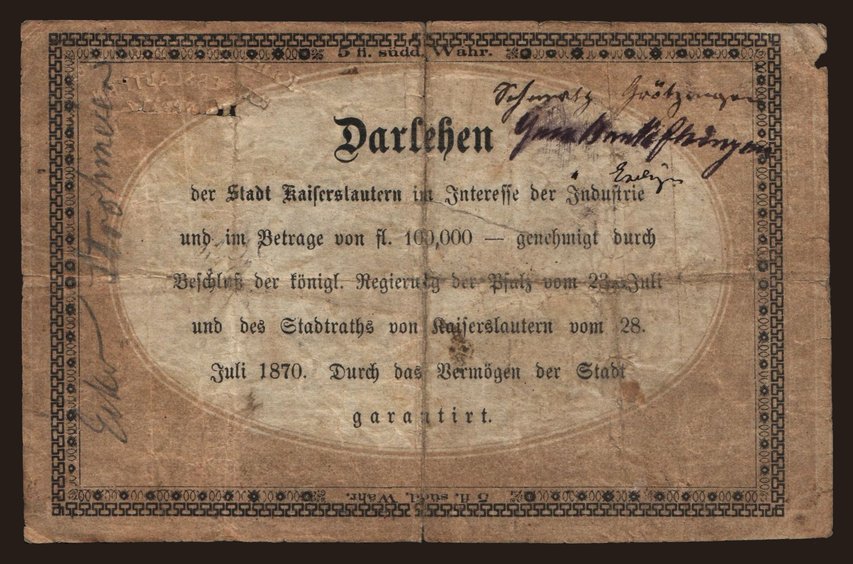 5 fl. südd. Währ.
Darlehen
der Stadt Kaiserslautern im Interesse der Industrie
und im Betrage von fl. 100,000 — genehmigt durch
Beschluß der königl. Regierung der Pfalz vom 23. Juli
und des Stadtraths von Kaiserslautern vom 28.
Juli 1870. Durch das Vermögen der Stadt
garantirt.
5 fl. südd. Währ.